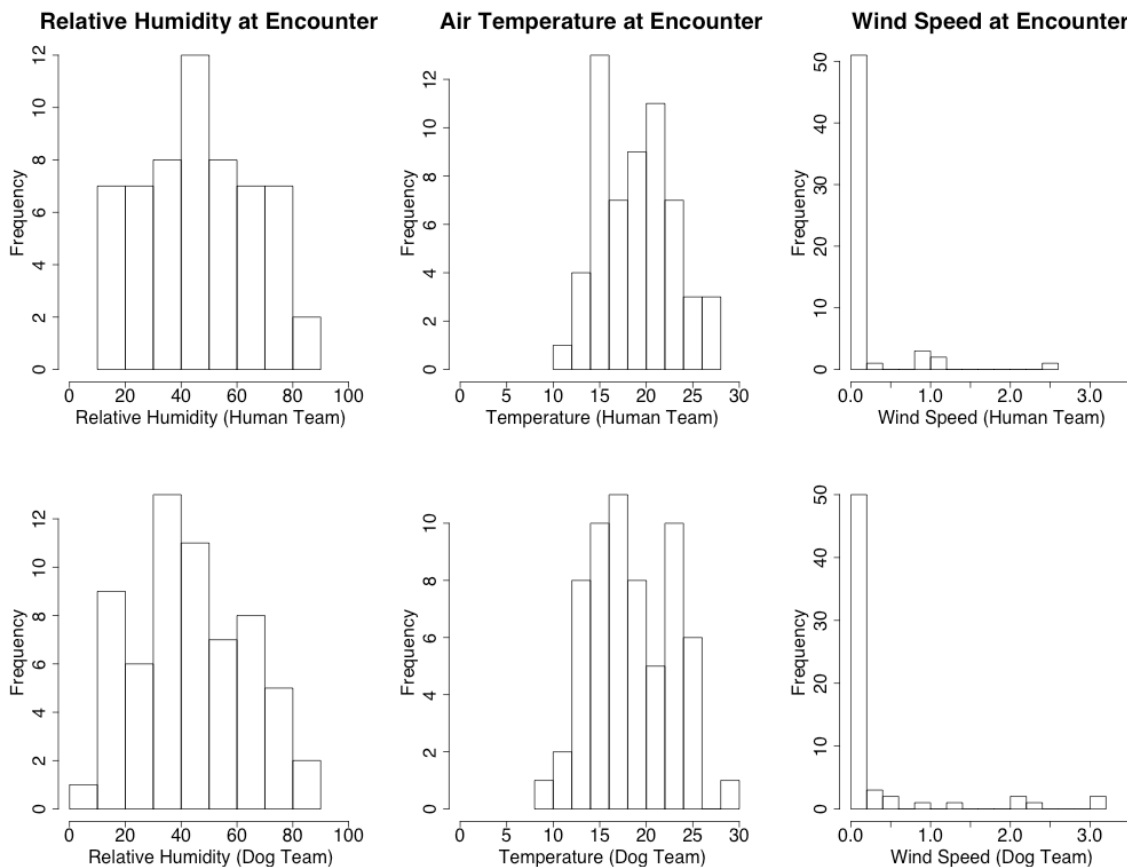 Relative Humidity at Encounter
Air Temperature at Encounter
Wind Speed at Encounter
Frequency
0 2 4 6 8 10 12
0 20 40 60 80 100
Relative Humidity (Human Team)
Frequency
0 2 4 6 8 10 12
0 5 10 15 20 25 30
Temperature (Human Team)
Frequency
0 10 20 30 40 50
0.0 1.0 2.0 3.0
Wind Speed (Human Team)
Frequency
0 2 4 6 8 10 12
0 20 40 60 80 100
Relative Humidity (Dog Team)
Frequency
0 2 4 6 8 10
0 5 10 15 20 25 30
Temperature (Dog Team)
Frequency
0 10 20 30 40 50
0.0 1.0 2.0 3.0
Wind Speed (Dog Team)